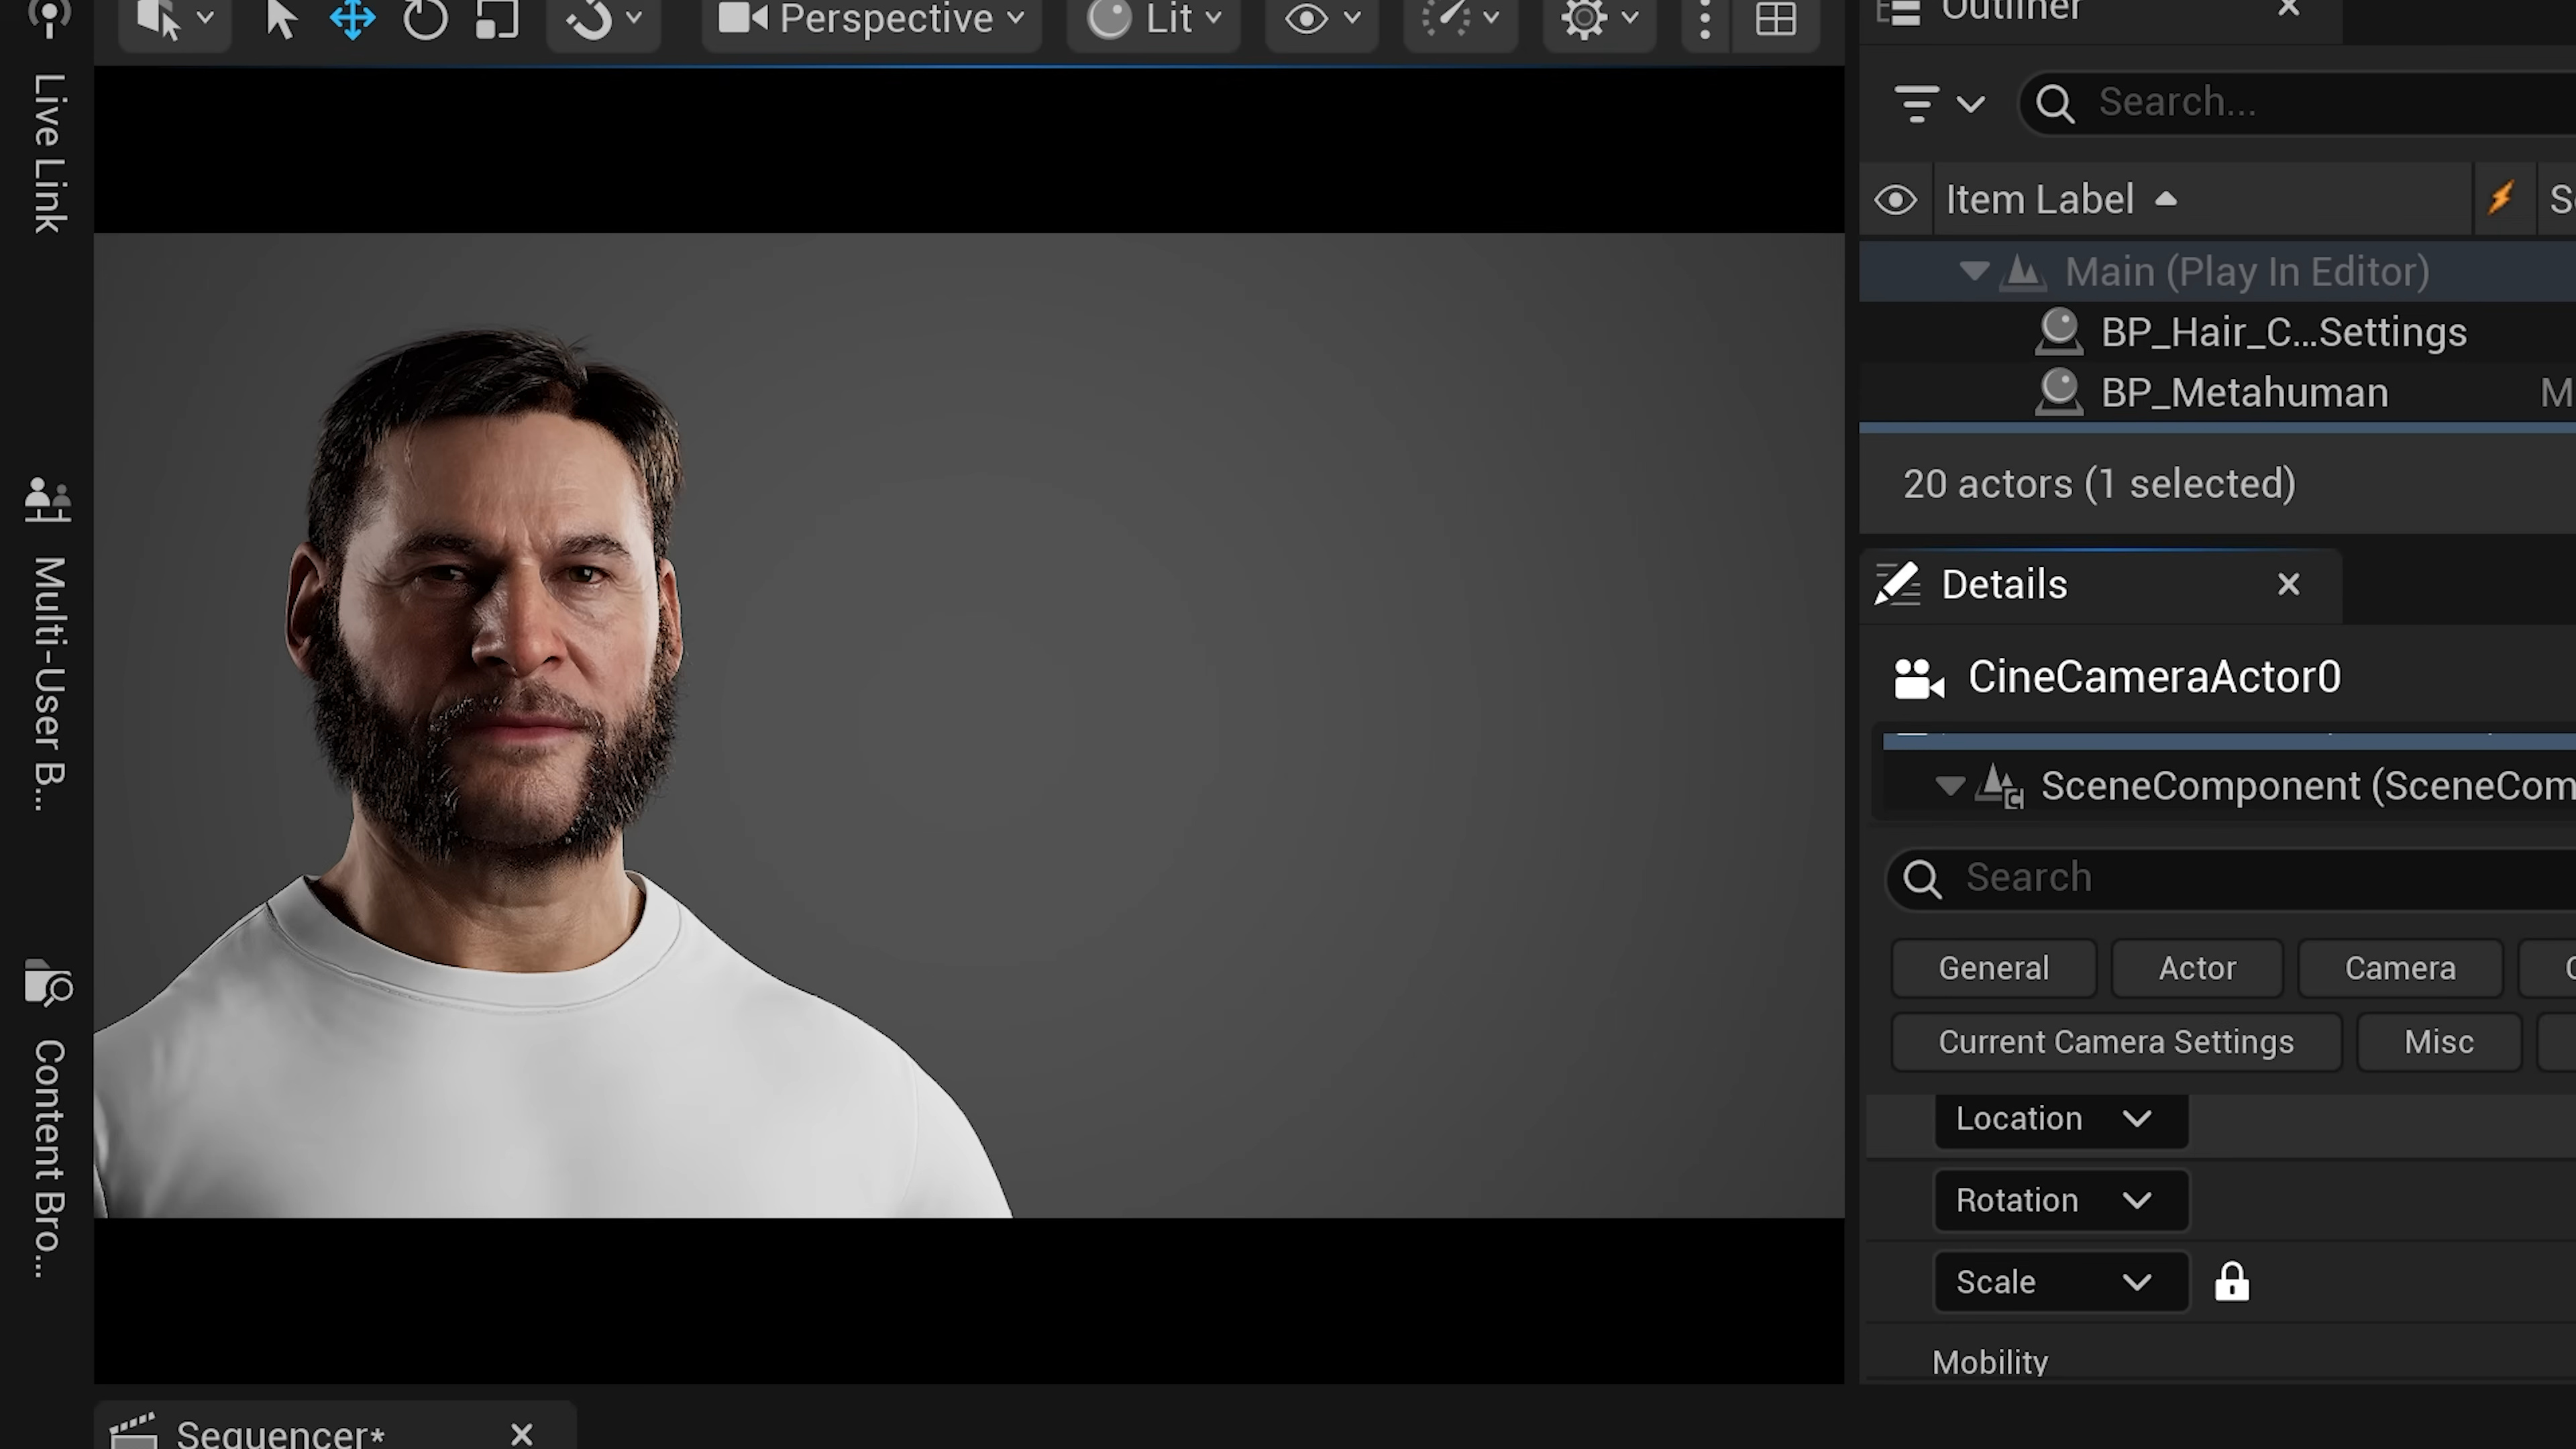 Perspective
Lit
Outliner
Live Link
Search...
Item Label
Main (Play In Editor)
BP_Hair_C...Settings
BP_Metahuman
M
20 actors (1 selected)
Multi-User B...
Details
CineCameraActor0
SceneComponent (SceneCom
Search
General
Actor
Camera
Current Camera Settings
Misc
Content Bro...
Location
Rotation
Scale
Mobility
Sequencer*